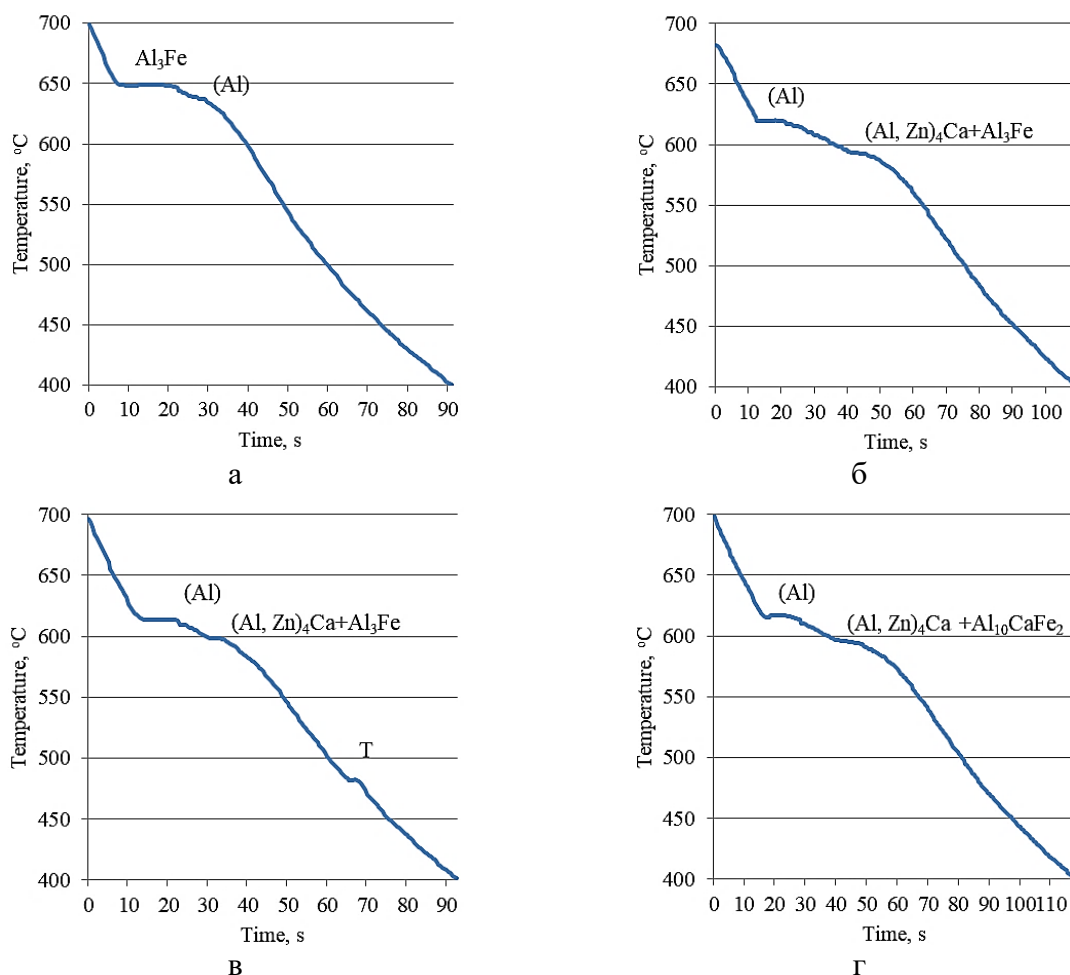 700
650
600
550
500
450
400
Temperature, °C
Al₃Fe
(Al)
0 10 20 30 40 50 60 70 80 90
Time, s
а
700
650
600
550
500
450
400
Temperature, °C
(Al)
(Al, Zn)₄Ca+Al₃Fe
0 10 20 30 40 50 60 70 80 90 100
Time, s
б
700
650
600
550
500
450
400
Temperature, °C
(Al)
(Al, Zn)₄Ca+Al₃Fe
T
0 10 20 30 40 50 60 70 80 90
Time, s
в
700
650
600
550
500
450
400
Temperature, °C
(Al)
(Al, Zn)₄Ca +Al₁₀CaFe₂
0 10 20 30 40 50 60 70 80 90 100110
Time, s
г